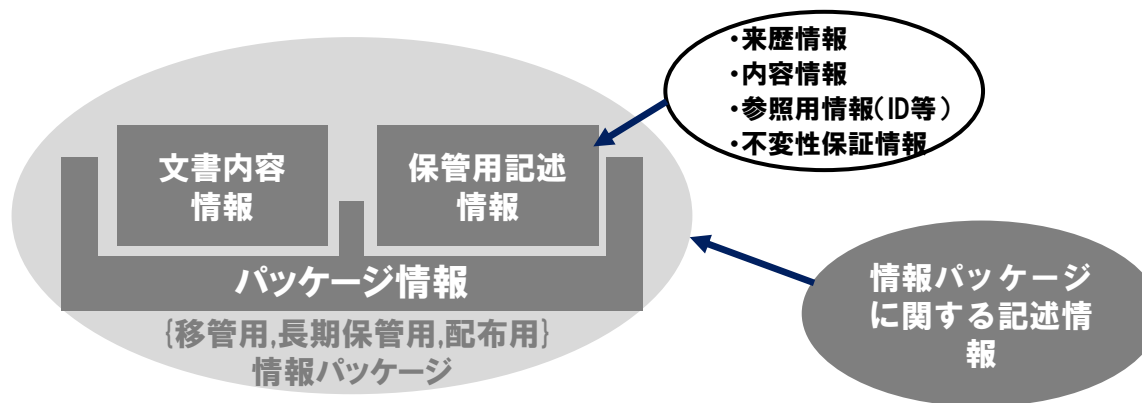 ・来歴情報
・内容情報
・参照用情報(ID等)
・不変性保証情報
文書内容
情報
保管用記述
情報
パッケージ情報
{移管用,長期保管用,配布用}
情報パッケージ
情報パッケージ
に関する記述情
報